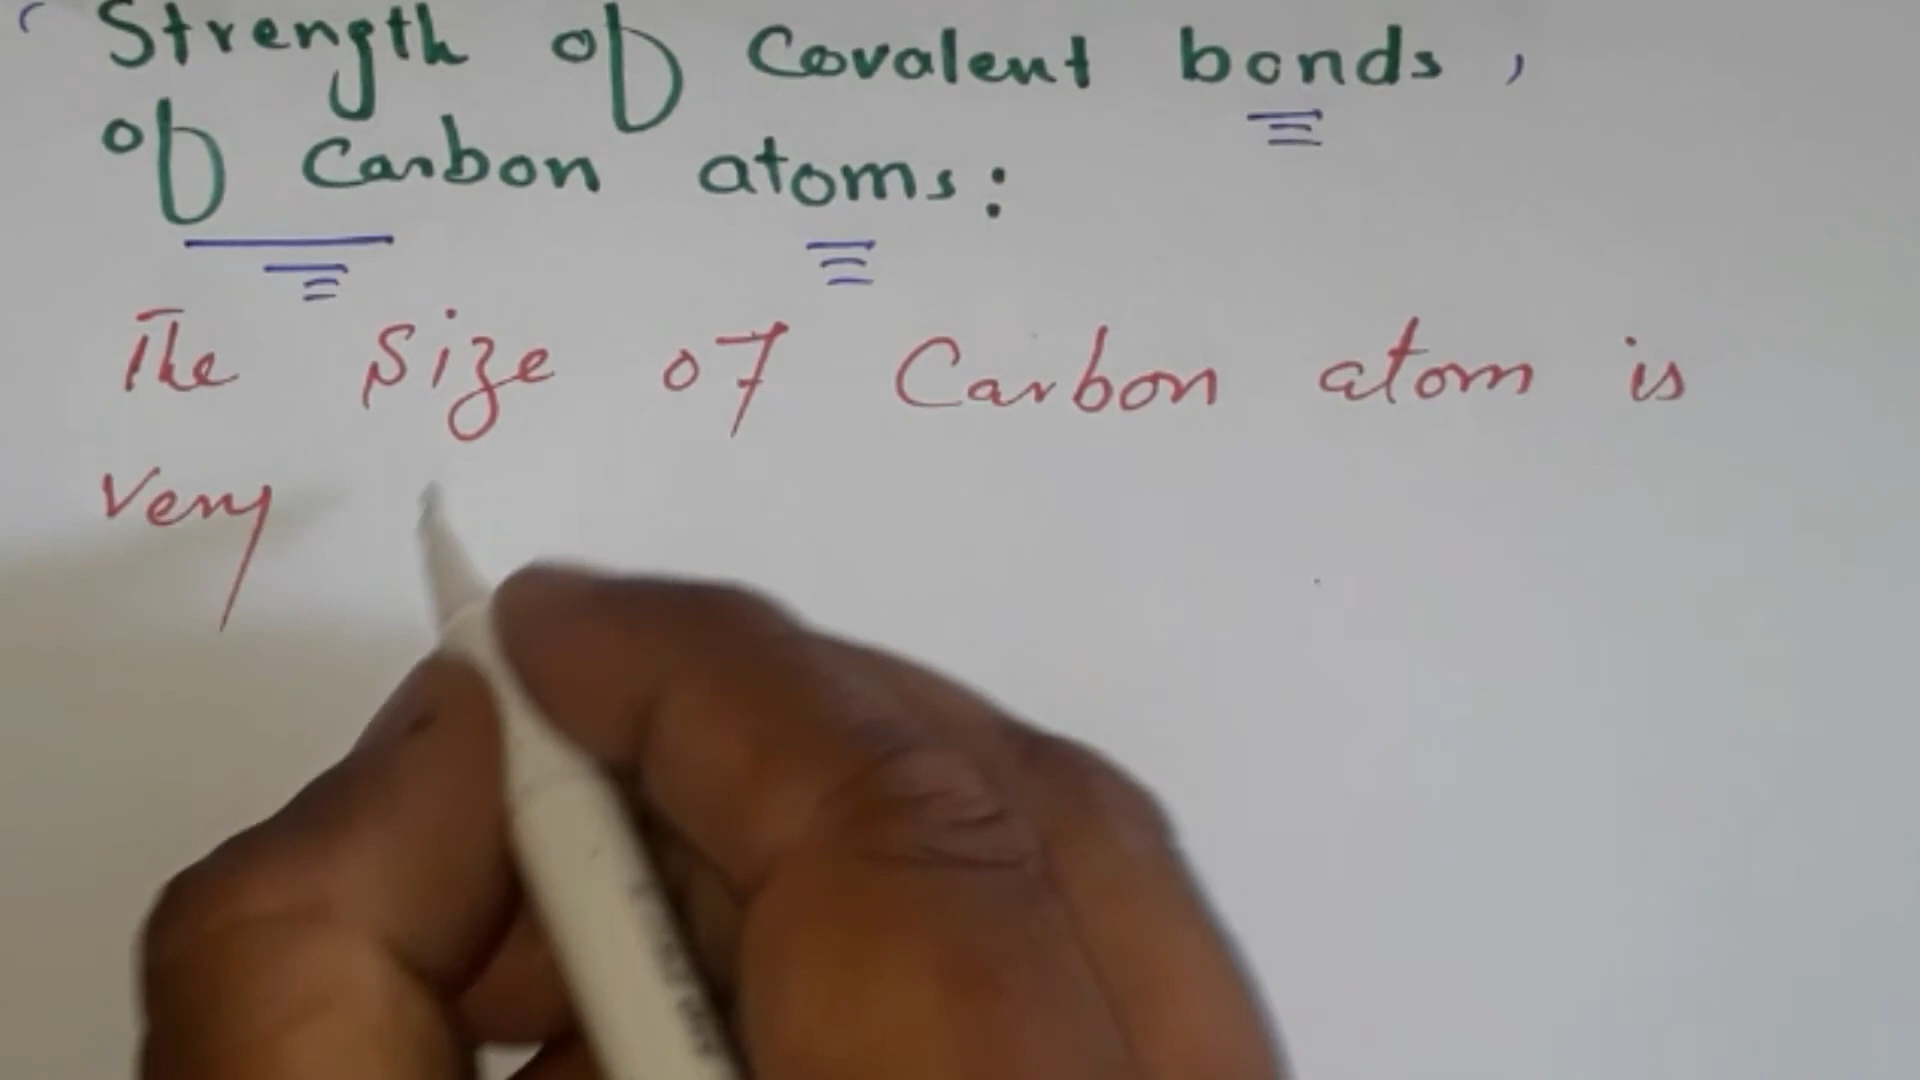 Strength of Covalent bonds,
of Carbon atoms:
The Size of Carbon atom is
Very